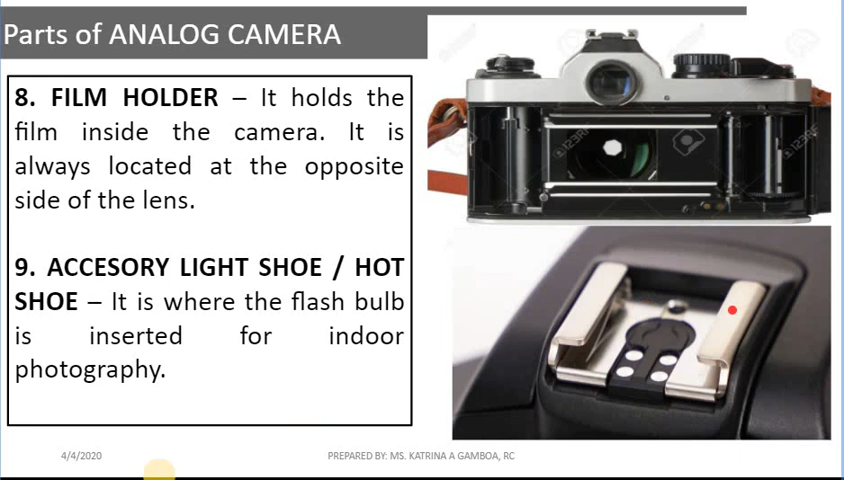 Parts of ANALOG CAMERA
8. FILM HOLDER – It holds the
film inside the camera. It is
always located at the opposite
side of the lens.
9. ACCESORY LIGHT SHOE / HOT
SHOE – It is where the flash bulb
is inserted for indoor
photography.
123RF
123RF
4/4/2020
PREPARED BY: MS. KATRINA A GAMBOA, RC